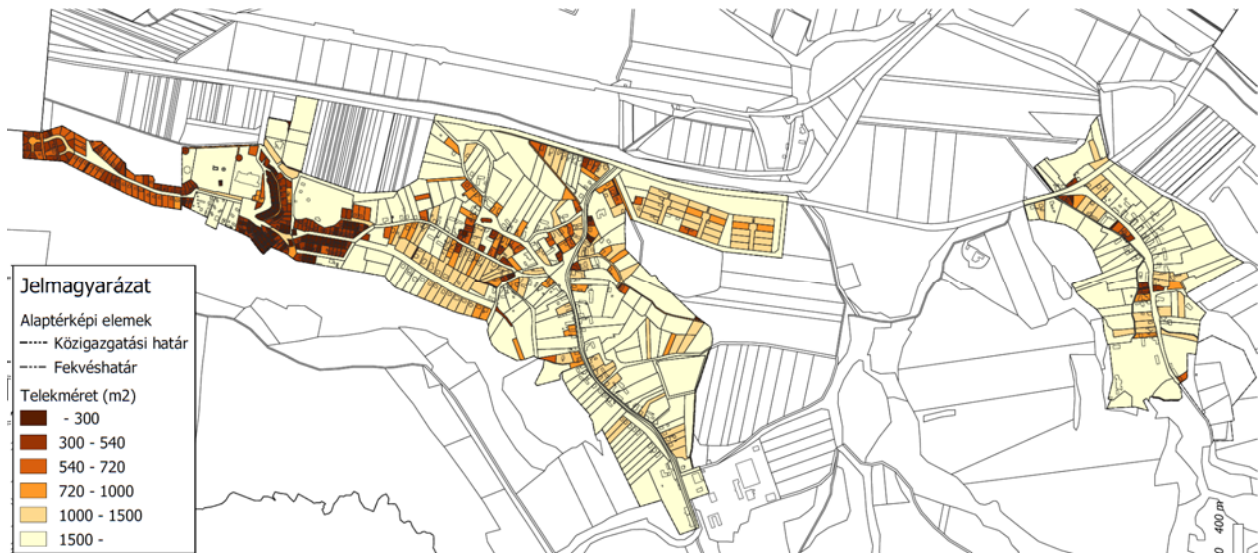 Jelmagyarázat
Alaptérképi elemek
Közigazgatási határ
Fekvéshatár
Telekméret (m2)
- 300
300 - 540
540 - 720
720 - 1000
1000 - 1500
1500 -
400